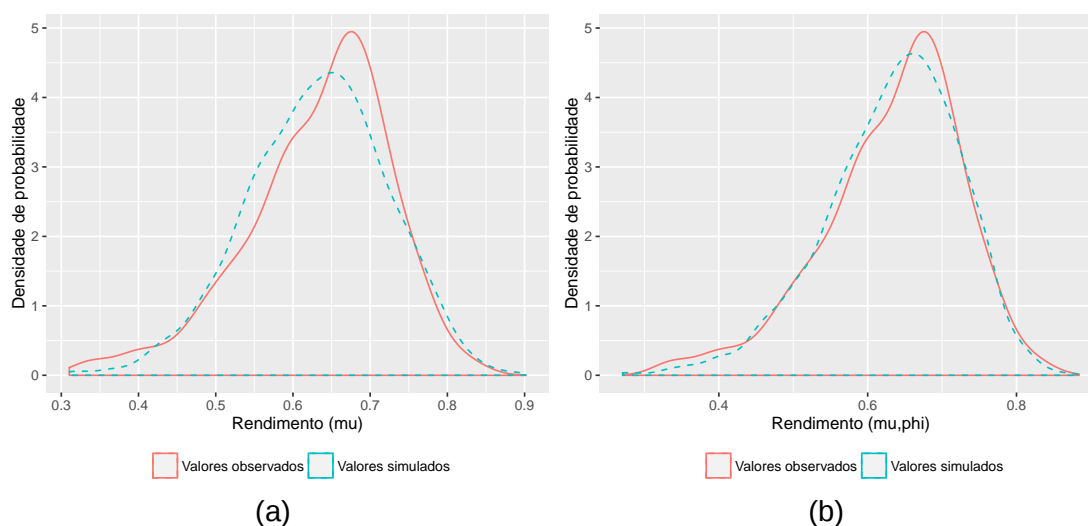 Densidade de probabilidade
5
4
3
2
1
0
0.3 0.4 0.5 0.6 0.7 0.8 0.9
Rendimento (mu)
Valores observados Valores simulados
(a)
Densidade de probabilidade
5
4
3
2
1
0
0.4 0.6 0.8
Rendimento (mu,phi)
Valores observados Valores simulados
(b)